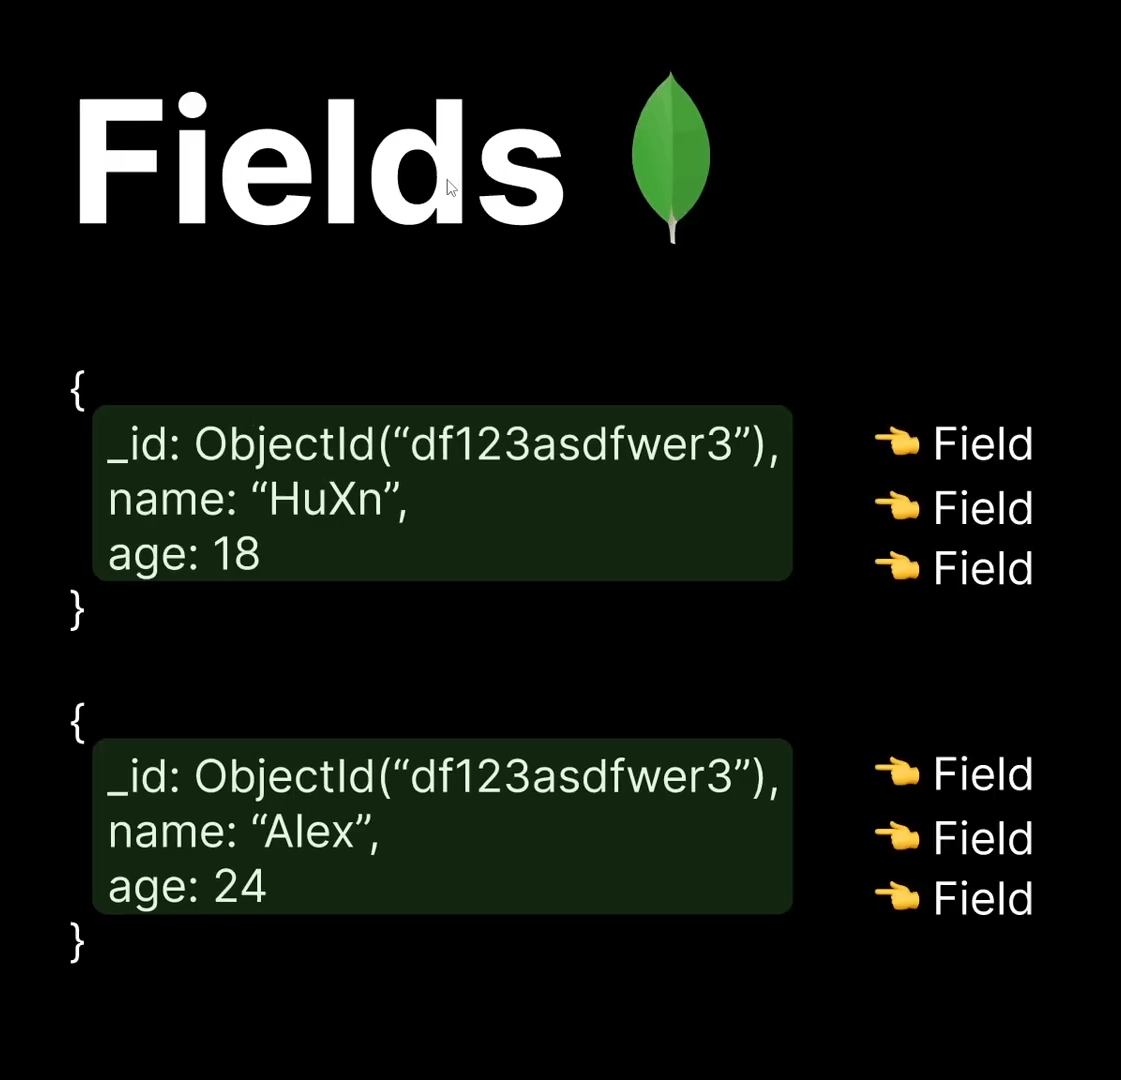 Fields
{
_id: ObjectId(“df123asdfwer3”), Field
name: “HuXn”, Field
age: 18 Field
}
{
_id: ObjectId(“df123asdfwer3”), Field
name: “Alex”, Field
age: 24 Field
}